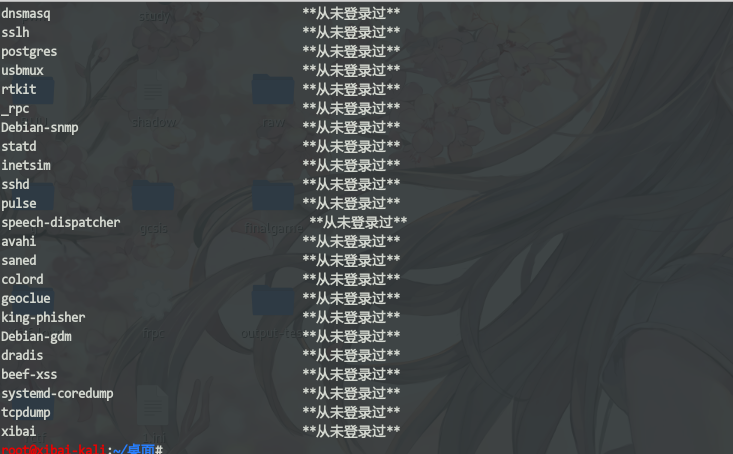 dnsmasq **从未登录过**
sslh **从未登录过**
postgres **从未登录过**
usbmux **从未登录过**
rtkit **从未登录过**
_rpc **从未登录过**
Debian-snmp **从未登录过**
statd **从未登录过**
inetsim **从未登录过**
sshd **从未登录过**
pulse **从未登录过**
speech-dispatcher **从未登录过**
avahi **从未登录过**
saned **从未登录过**
colord **从未登录过**
geoclue **从未登录过**
king-phisher **从未登录过**
Debian-gdm **从未登录过**
dradis **从未登录过**
beef-xss **从未登录过**
systemd-coredump **从未登录过**
tcpdump **从未登录过**
xibai **从未登录过**
root@xibai-kali:~/桌面#
study
shadow
raw
gcsis
finalgame
frpc